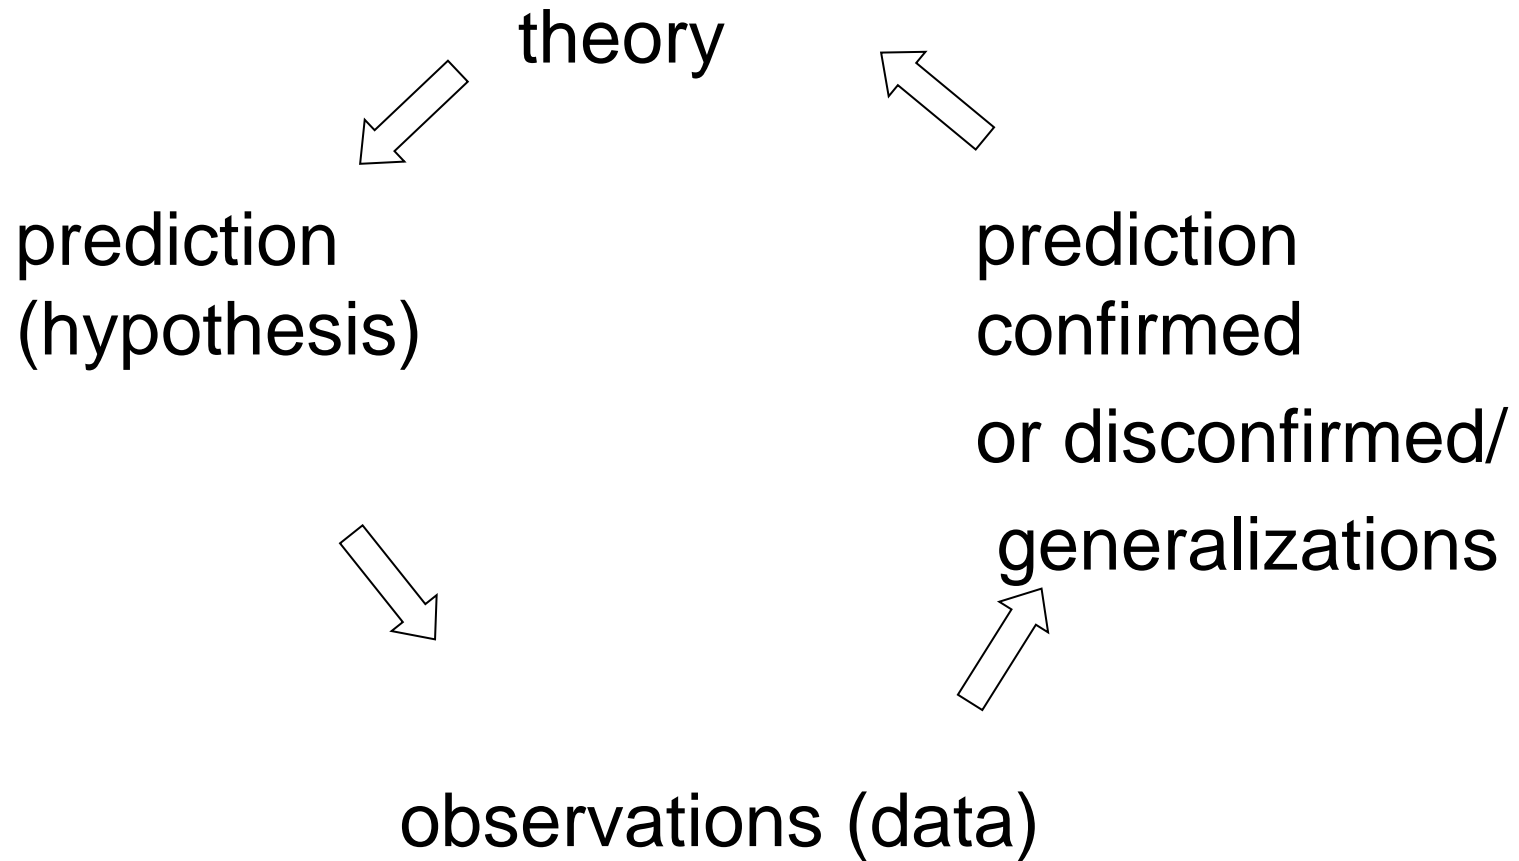 theory
prediction
(hypothesis)
prediction
confirmed
or disconfirmed/
generalizations
observations (data)